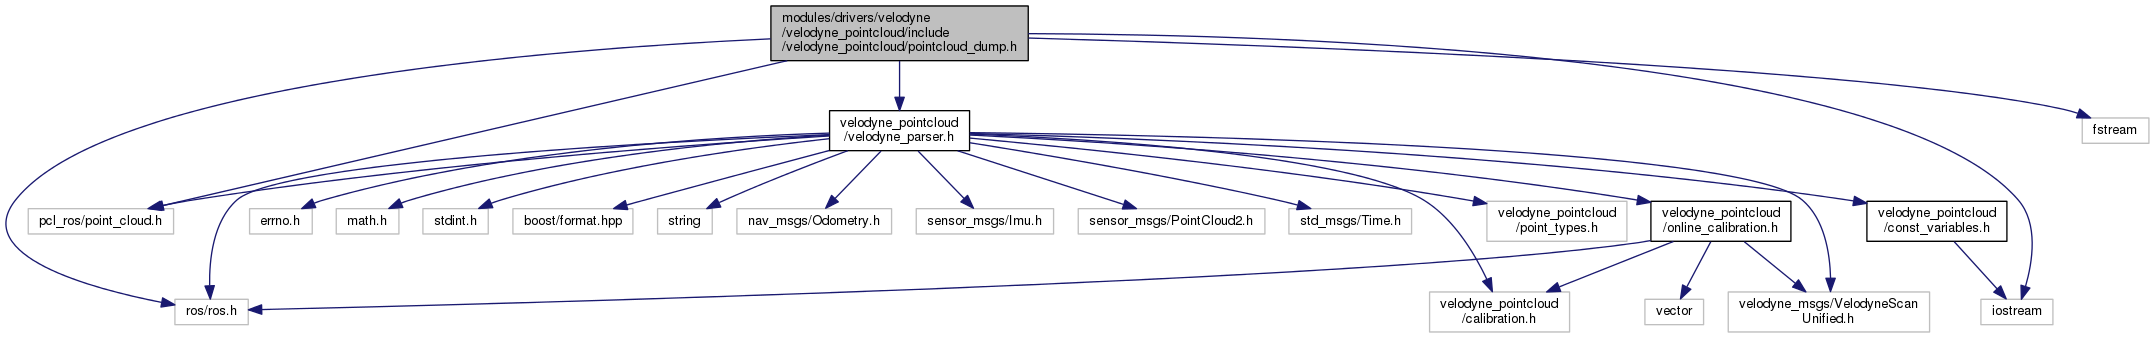 modules/drivers/velodyne
/velodyne_pointcloud/include
/velodyne_pointcloud/pointcloud_dump.h
velodyne_pointcloud
/velodyne_parser.h
fstream
pcl_ros/point_cloud.h
errno.h
math.h
stdint.h
boost/format.hpp
string
nav_msgs/Odometry.h
sensor_msgs/Imu.h
sensor_msgs/PointCloud2.h
std_msgs/Time.h
velodyne_pointcloud
/point_types.h
velodyne_pointcloud
/online_calibration.h
velodyne_pointcloud
/const_variables.h
ros/ros.h
velodyne_pointcloud
/calibration.h
vector
velodyne_msgs/VelodyneScan
Unified.h
iostream